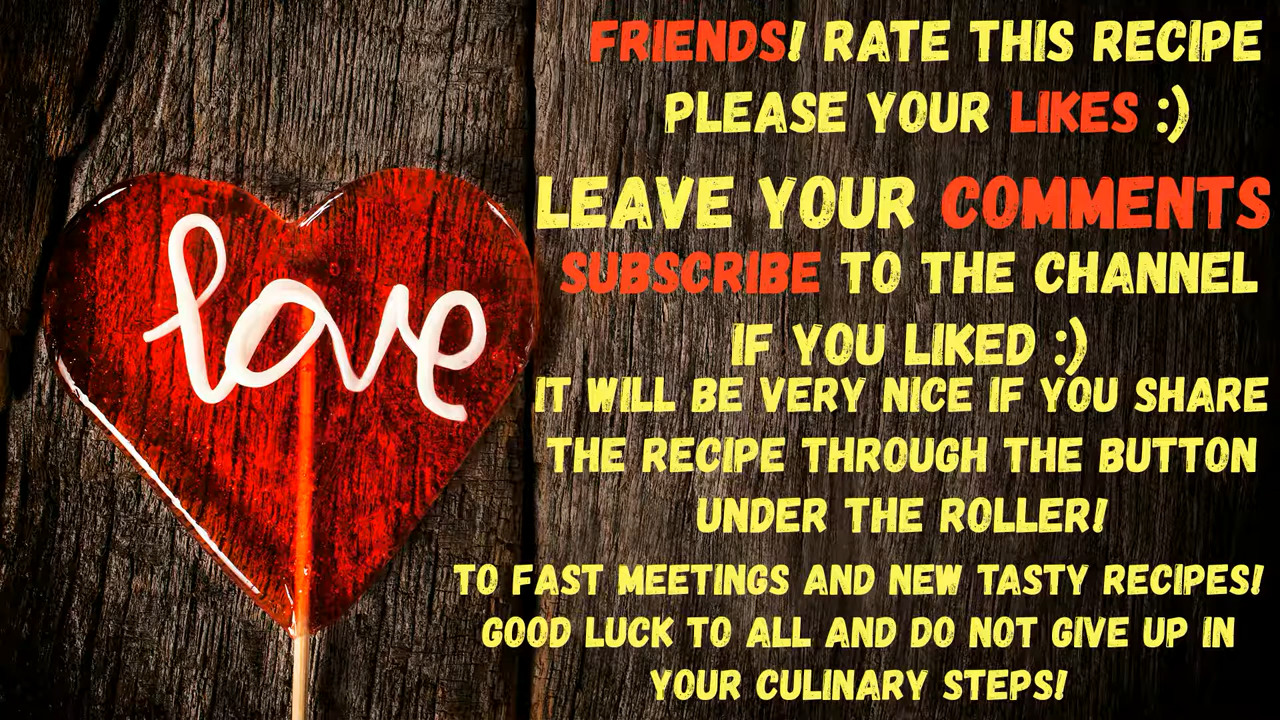 FRIENDS! RATE THIS RECIPE
PLEASE YOUR LIKES :)
LEAVE YOUR COMMENTS
SUBSCRIBE TO THE CHANNEL
IF YOU LIKED :)
IT WILL BE VERY NICE IF YOU SHARE
THE RECIPE THROUGH THE BUTTON
UNDER THE ROLLER!
TO FAST MEETINGS AND NEW TASTY RECIPES!
GOOD LUCK TO ALL AND DO NOT GIVE UP IN
YOUR CULINARY STEPS!
love